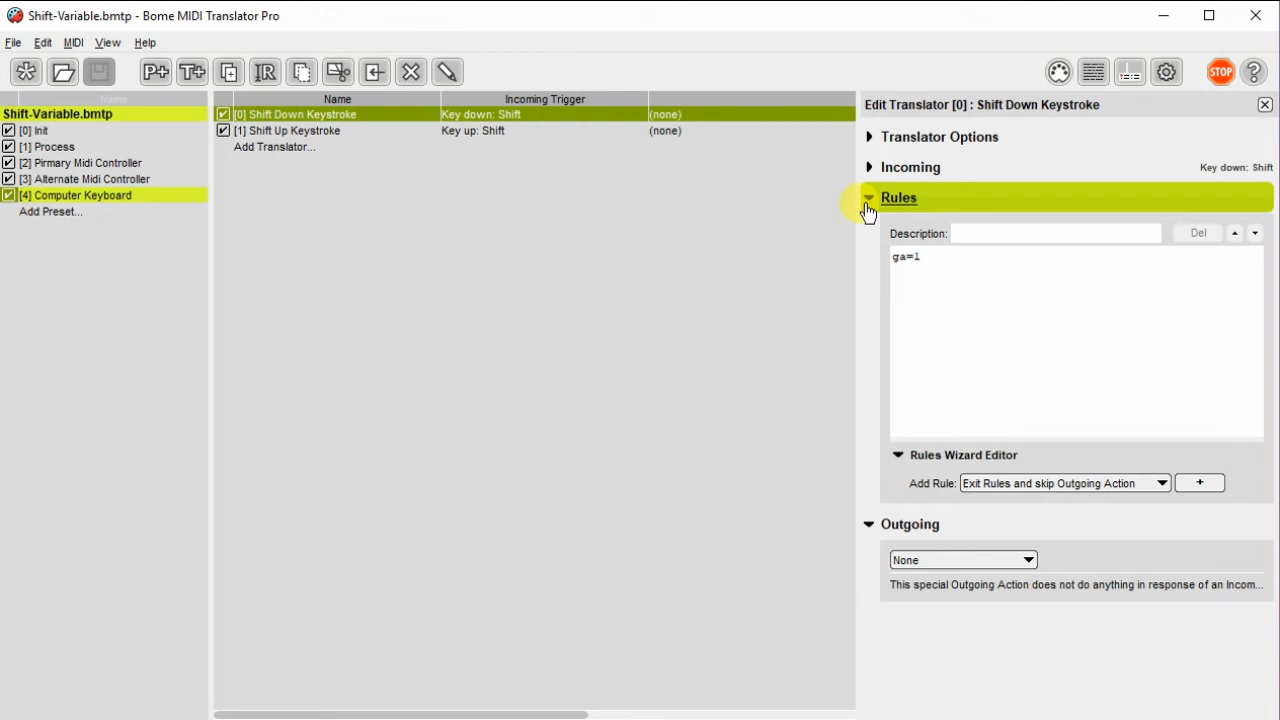 Shift-Variable.bmtp - Bome MIDI Translator Pro
File Edit MIDI View Help
P+ T+ IR STOP ?
Name
Shift-Variable.bmtp
[0] Init
[1] Process
[2] Pirmary Midi Controller
[3] Alternate Midi Controller
[4] Computer Keyboard
Add Preset...
Name Incoming Trigger
[0] Shift Down Keystroke Key down: Shift (none)
[1] Shift Up Keystroke Key up: Shift (none)
Add Translator...
Edit Translator [0] : Shift Down Keystroke
Translator Options
Incoming Key down: Shift
Rules
Description: Del
ga=1
Rules Wizard Editor
Add Rule: Exit Rules and skip Outgoing Action +
Outgoing
None
This special Outgoing Action does not do anything in response of an Incom...